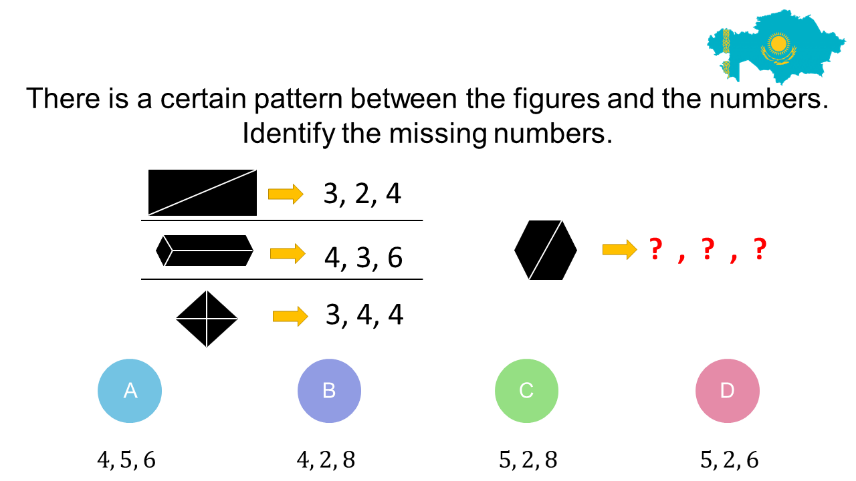 There is a certain pattern between the figures and the numbers.
Identify the missing numbers.
3, 2, 4
4, 3, 6
3, 4, 4
? , ? , ?
A
B
C
D
4, 5, 6
4, 2, 8
5, 2, 8
5, 2, 6